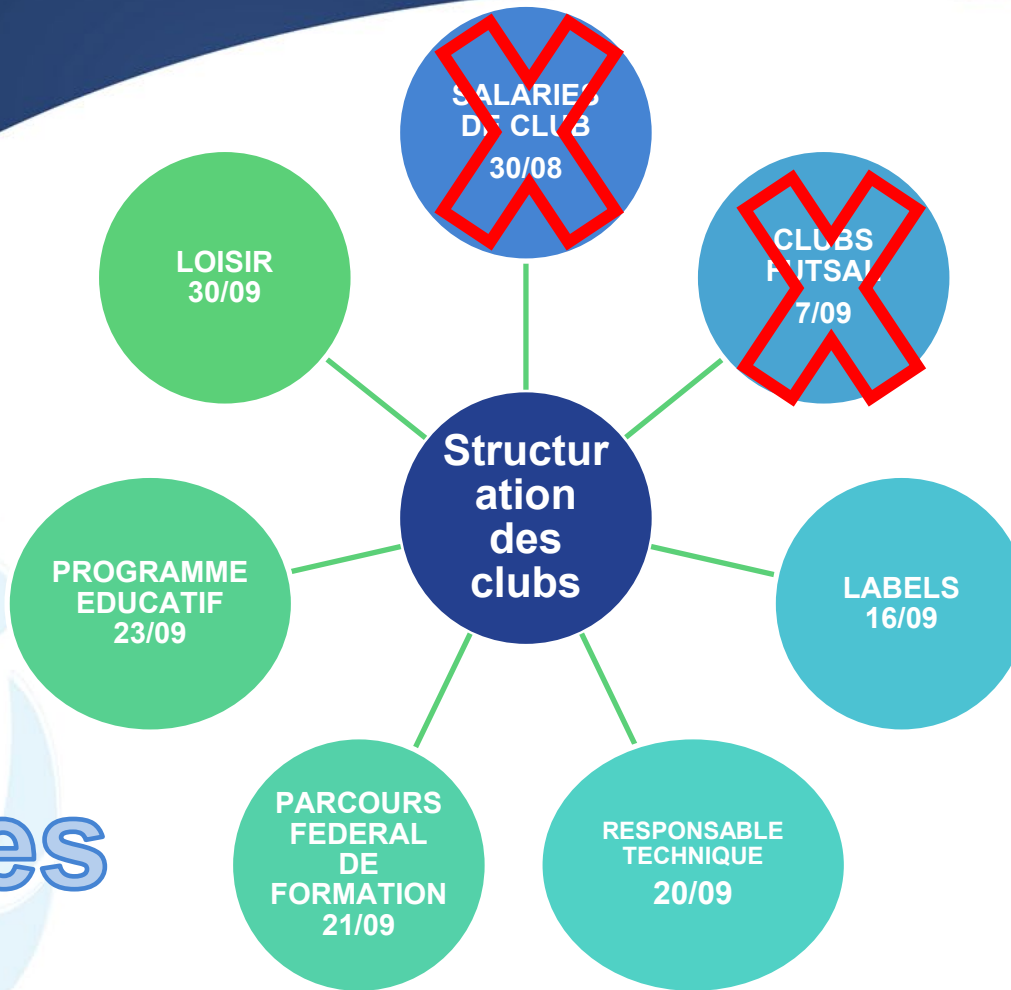 SALARIES
DE CLUB
30/08
CLUBS
FUTSAL
7/09
LOISIR
30/09
Structur
ation
des
clubs
PROGRAMME
EDUCATIF
23/09
LABELS
16/09
PARCOURS
FEDERAL
DE
FORMATION
21/09
RESPONSABLE
TECHNIQUE
20/09
es